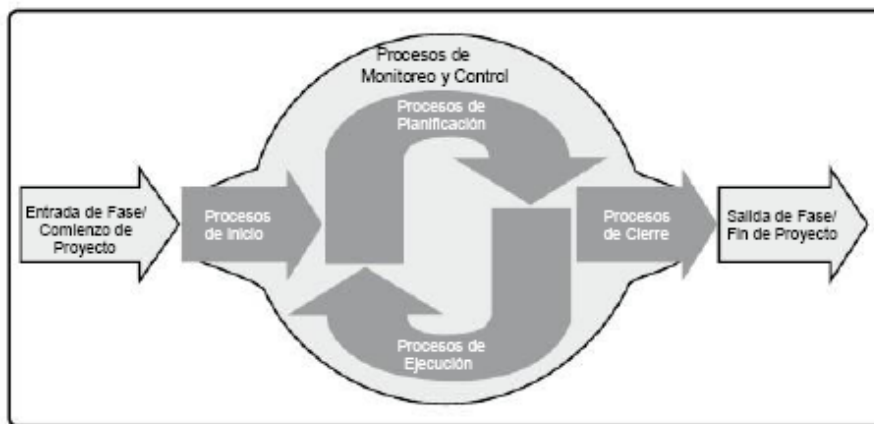 Procesos de
Monitoreo y Control
Procesos de
Planificación
Entrada de Fase/
Comienzo de
Proyecto
Procesos
de Inicio
Procesos
de Cierre
Salida de Fase/
Fin de Proyecto
Procesos de
Ejecución